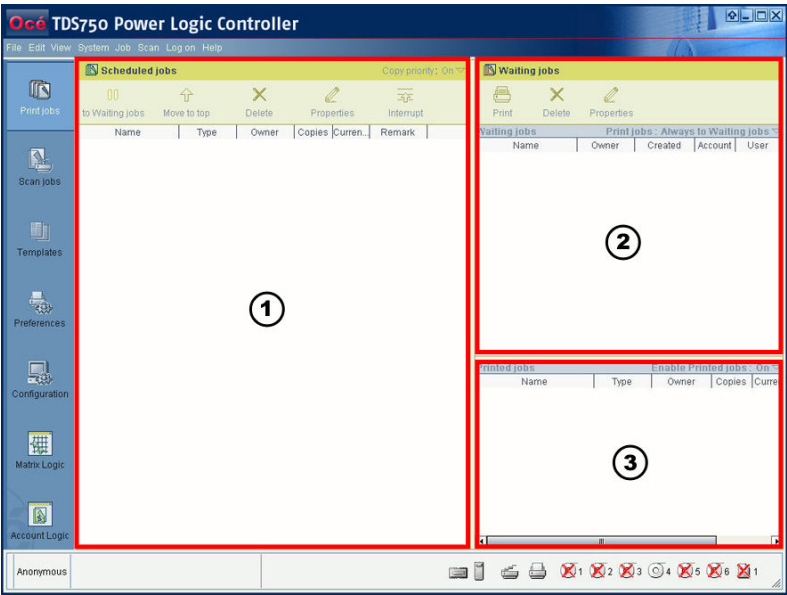 Océ TDS750 Power Logic Controller
File Edit View System Job Scan Log on Help
Print jobs
Scan jobs
Templates
Preferences
Configuration
Matrix Logic
Account Logic
Scheduled jobs Copy priority: On
to Waiting jobs Move to top Delete Properties Interrupt
Name Type Owner Copies Curren... Remark
1
Waiting jobs
Print Delete Properties
Waiting jobs Print jobs : Always to Waiting jobs
Name Owner Created Account User
2
Printed jobs Enable Printed jobs : On
Name Type Owner Copies Curre
3
Anonymous 1 2 3 4 5 6 1